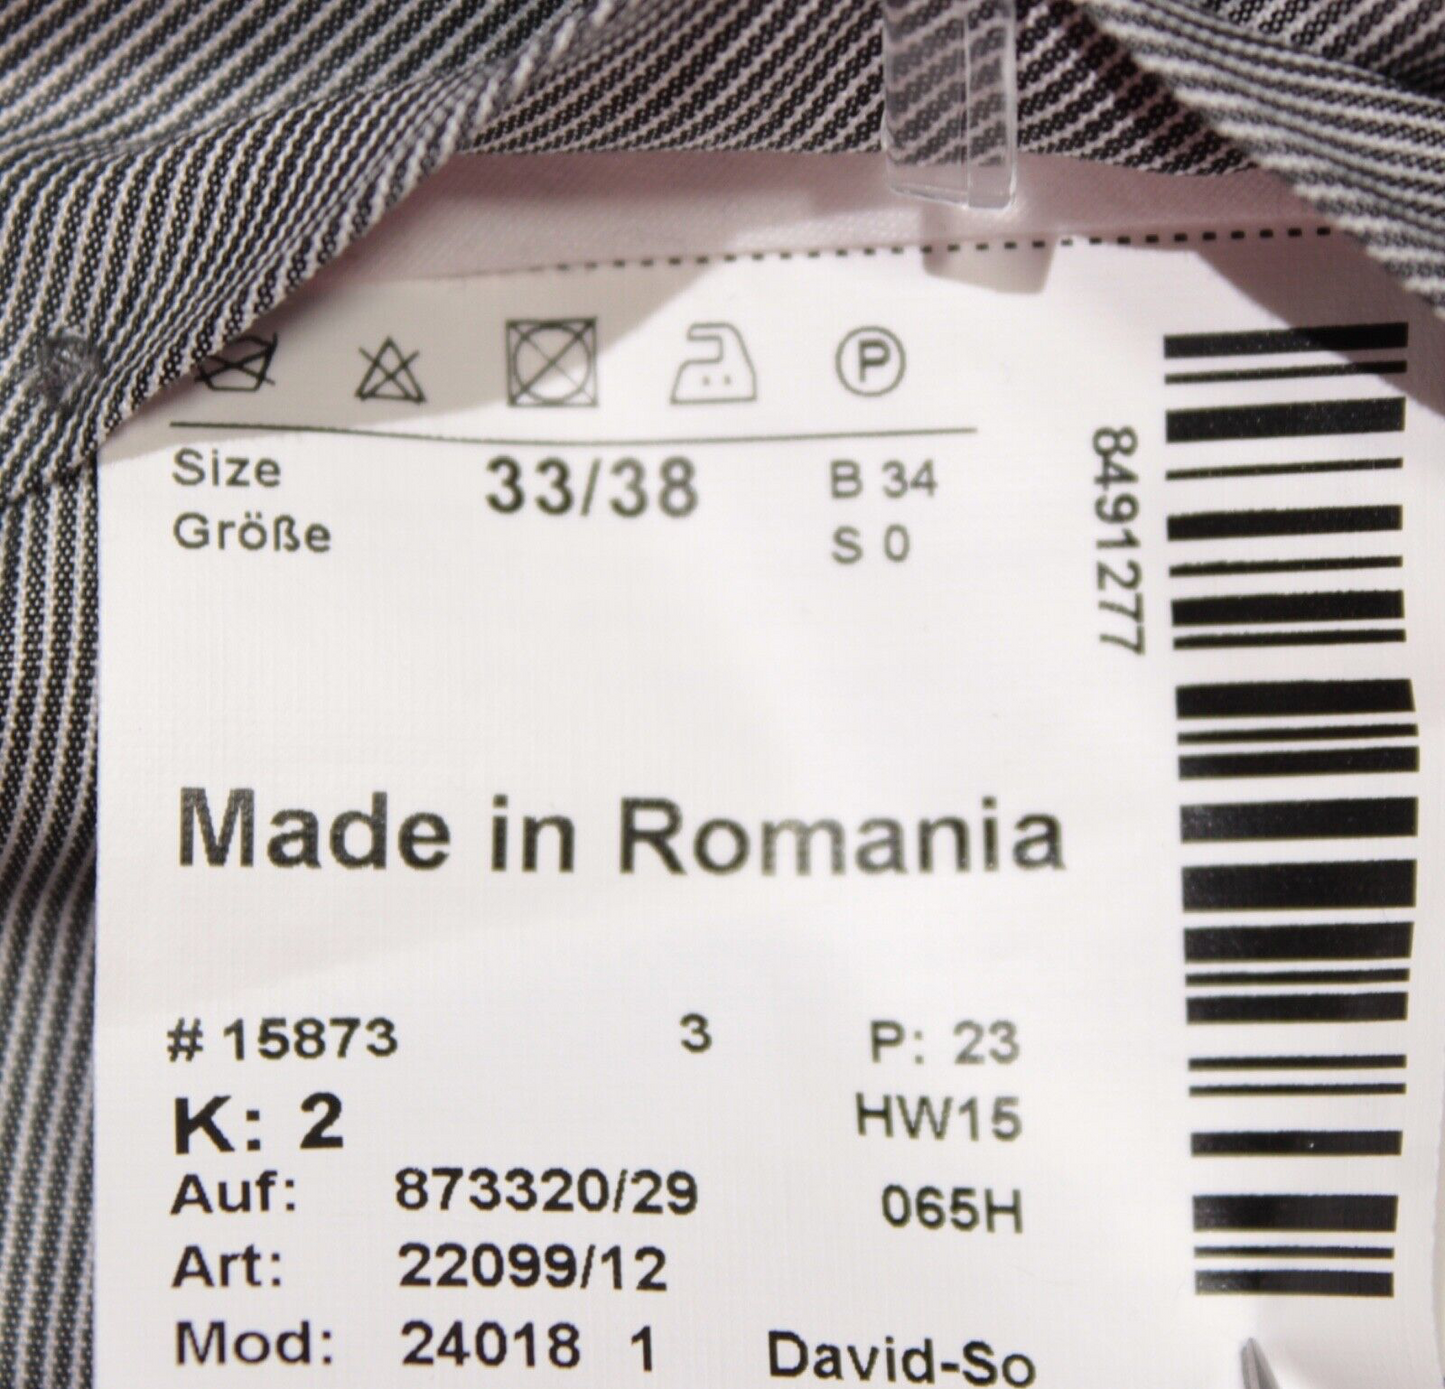 P
Size 33/38 B 34
Größe S 0
8491277
Made in Romania
# 15873 3 P: 23
K: 2 HW15
Auf: 873320/29 065H
Art: 22099/12
Mod: 24018 1 David-So